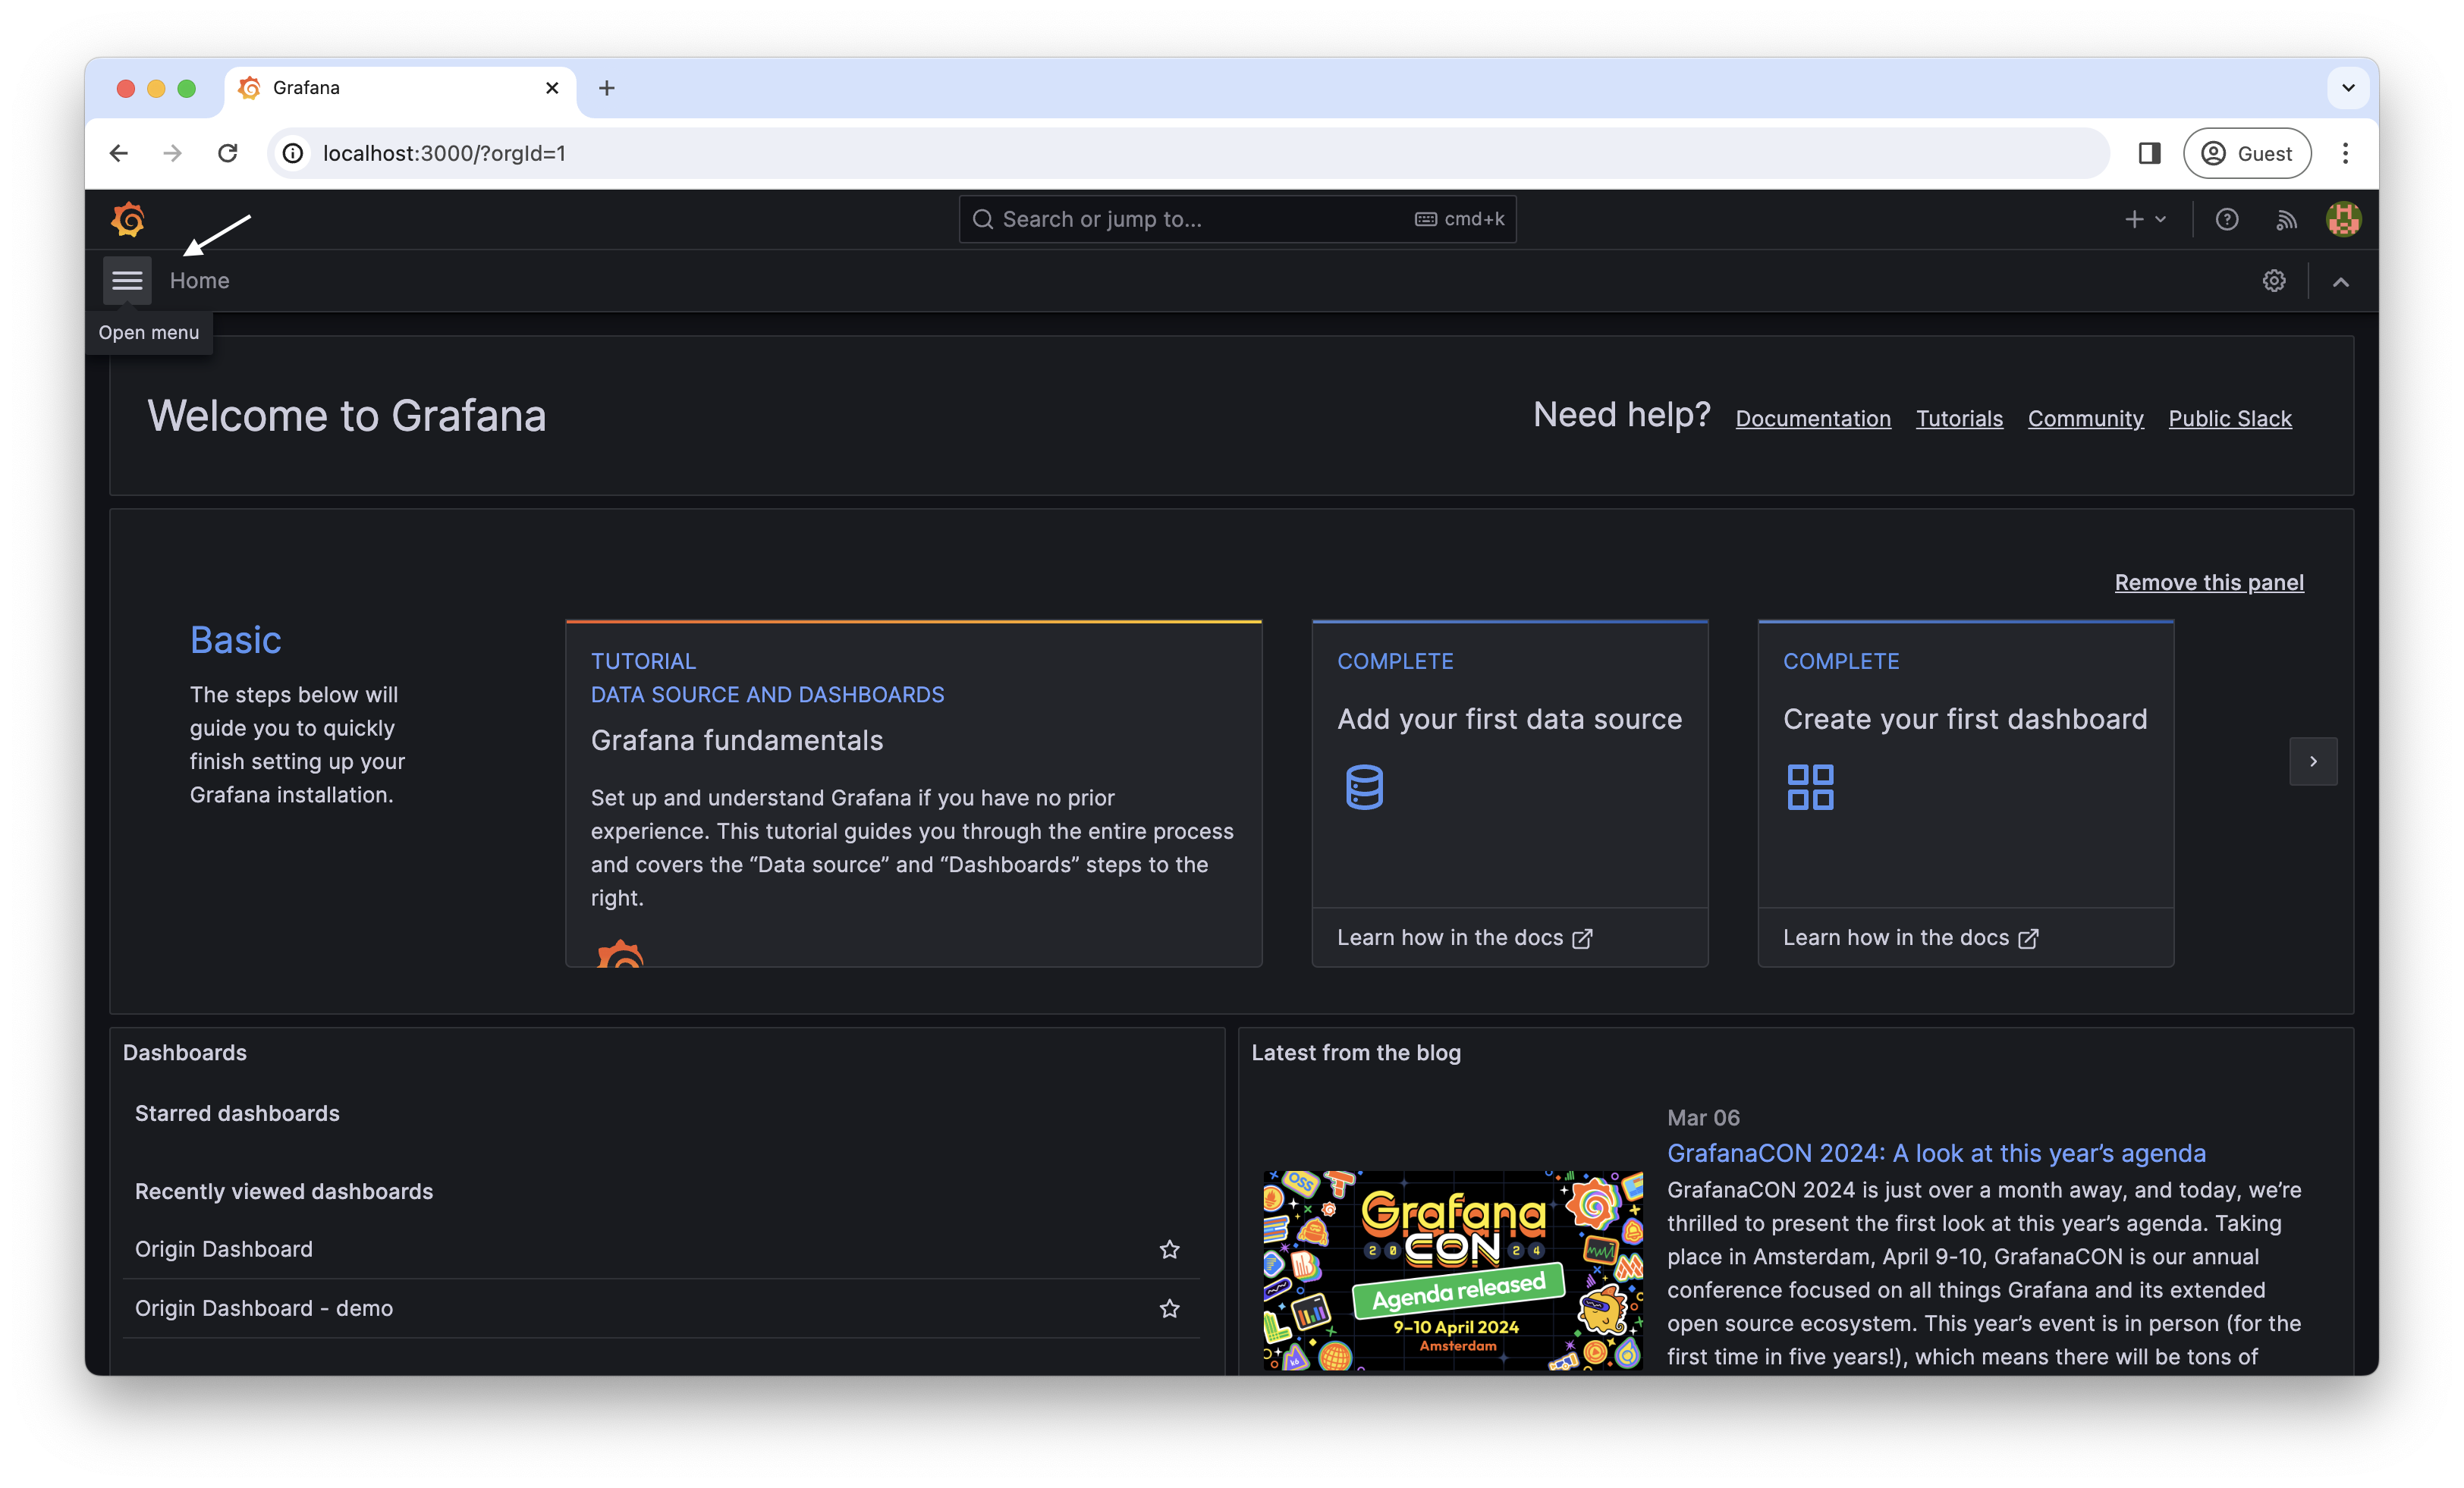 Grafana
localhost:3000/?orgId=1
Guest
Search or jump to...
cmd+k
Home
Open menu
Welcome to Grafana
Need help?
Documentation
Tutorials
Community
Public Slack
Remove this panel
Basic
The steps below will
guide you to quickly
finish setting up your
Grafana installation.
TUTORIAL
DATA SOURCE AND DASHBOARDS
Grafana fundamentals
Set up and understand Grafana if you have no prior
experience. This tutorial guides you through the entire process
and covers the “Data source” and “Dashboards” steps to the
right.
COMPLETE
Add your first data source
Learn how in the docs
COMPLETE
Create your first dashboard
Learn how in the docs
Dashboards
Starred dashboards
Recently viewed dashboards
Origin Dashboard
Origin Dashboard - demo
Latest from the blog
OSS
Grafana
2 0 CON 2 4
Agenda released
9–10 April 2024
Amsterdam
k6
Mar 06
GrafanaCON 2024: A look at this year’s agenda
GrafanaCON 2024 is just over a month away, and today, we’re
thrilled to present the first look at this year’s agenda. Taking
place in Amsterdam, April 9-10, GrafanaCON is our annual
conference focused on all things Grafana and its extended
open source ecosystem. This year’s event is in person (for the
first time in five years!), which means there will be tons of